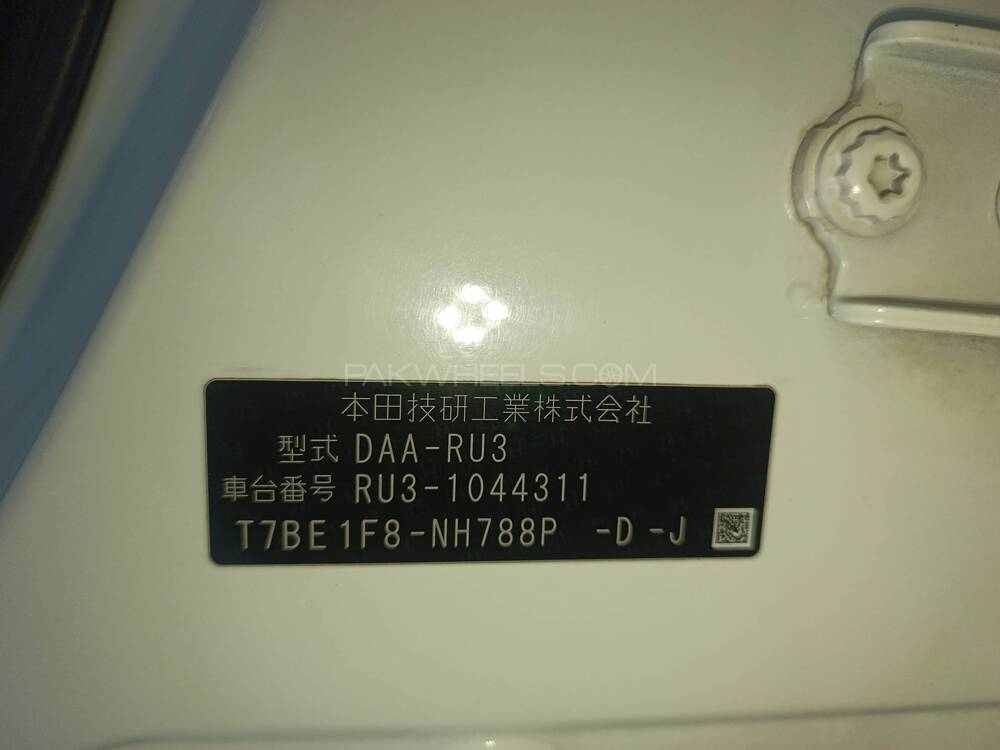 PAKWHEELS.COM
本田技研工業株式会社
型式 DAA-RU3
車台番号 RU3-1044311
T7BE1F8-NH788P -D -J